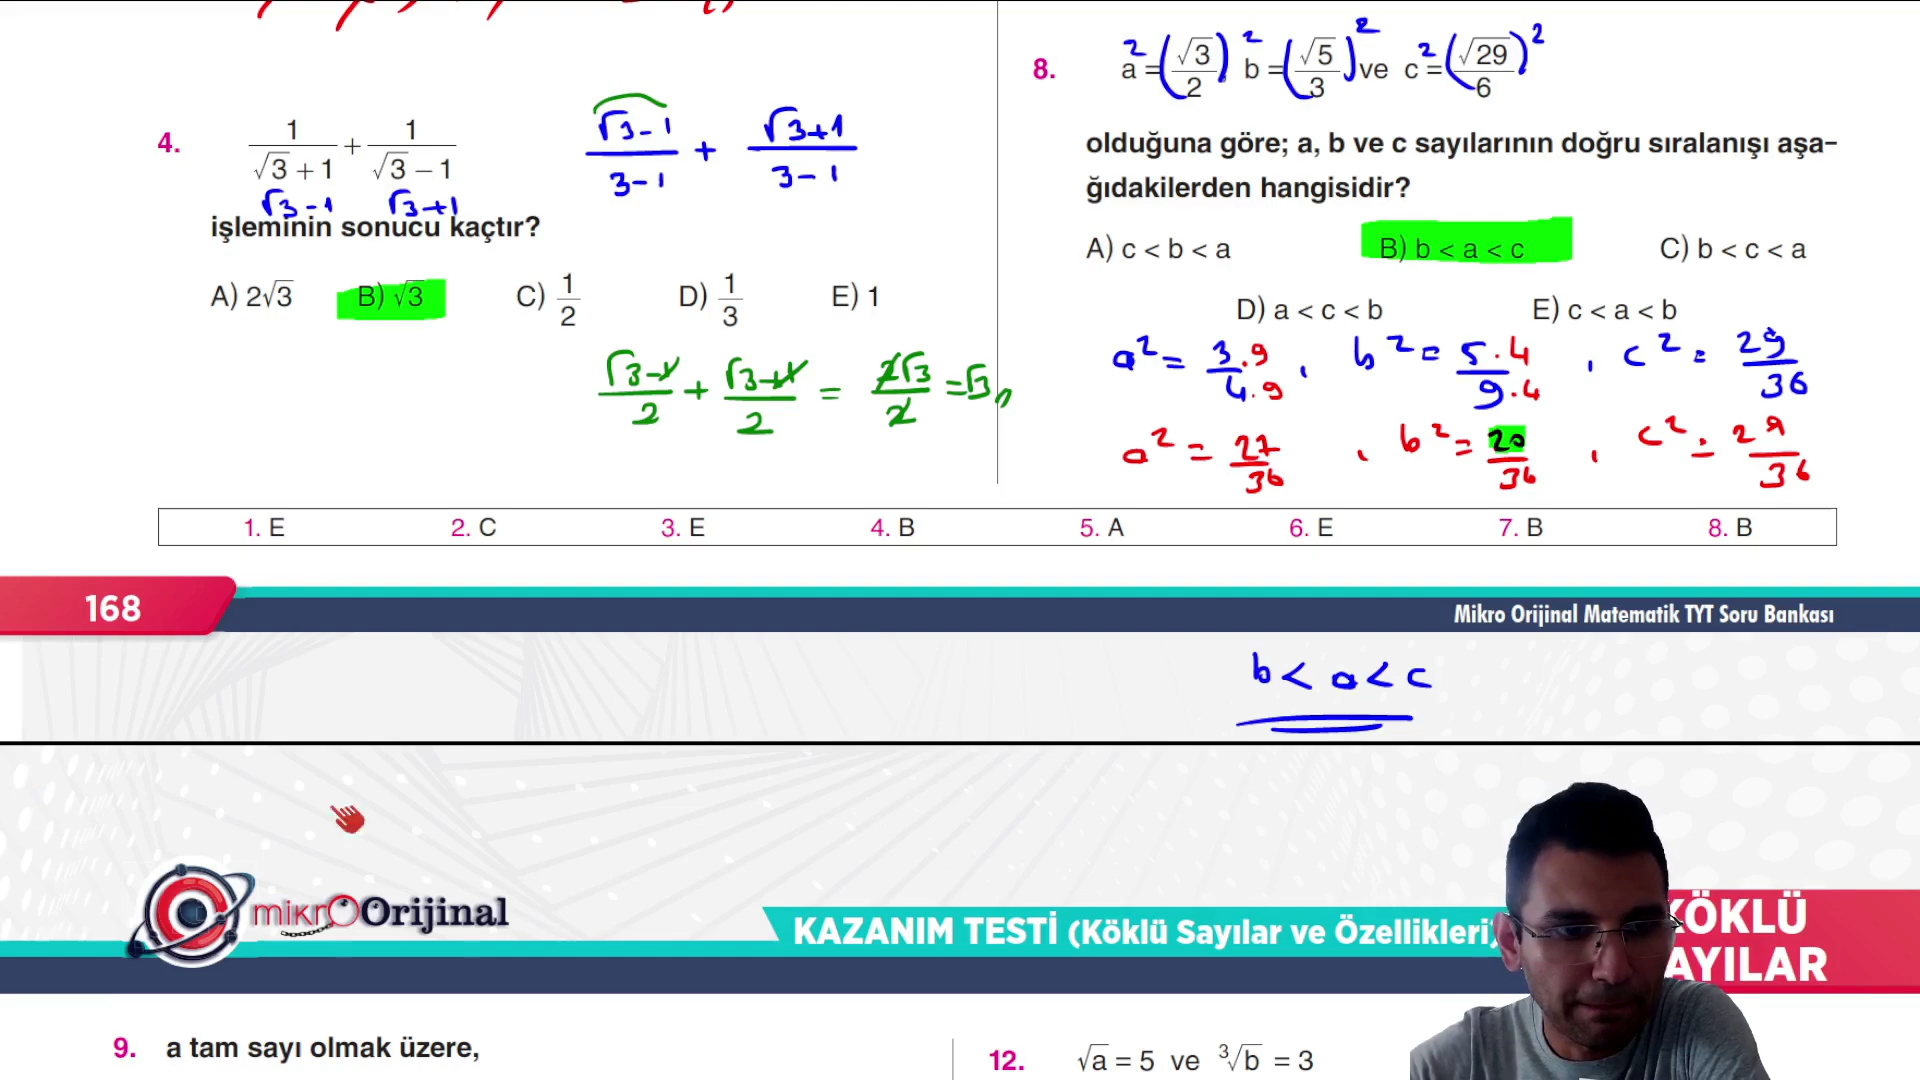 4. 1/(√3 + 1) + 1/(√3 − 1)
√3 - 1 √3 + 1
işleminin sonucu kaçtır?
A) 2√3 B) √3 C) 1/2 D) 1/3 E) 1
(√3 - 1)/(3 - 1) + (√3 + 1)/(3 - 1)
(√3 - 1)/2 + (√3 + 1)/2 = 2√3/2 = √3
8. a² = (√3/2)² b = (√5/3)² ve c² = (√29/6)²
olduğuna göre; a, b ve c sayılarının doğru sıralanışı aşa-
ğıdakilerden hangisidir?
A) c < b < a B) b < a < c C) b < c < a
D) a < c < b E) c < a < b
a² = 3.9/4.9 , b² = 5.4/9.4 , c² = 29/36
a² = 27/36 , b² = 20/36 , c² = 29/36
1. E 2. C 3. E 4. B 5. A 6. E 7. B 8. B
168
Mikro Orijinal Matematik TYT Soru Bankası
b < a < c
mikro Orijinal
KAZANIM TESTİ (Köklü Sayılar ve Özellikleri)
KÖKLÜ
AYILAR
9. a tam sayı olmak üzere,
12. √a = 5 ve ³√b = 3